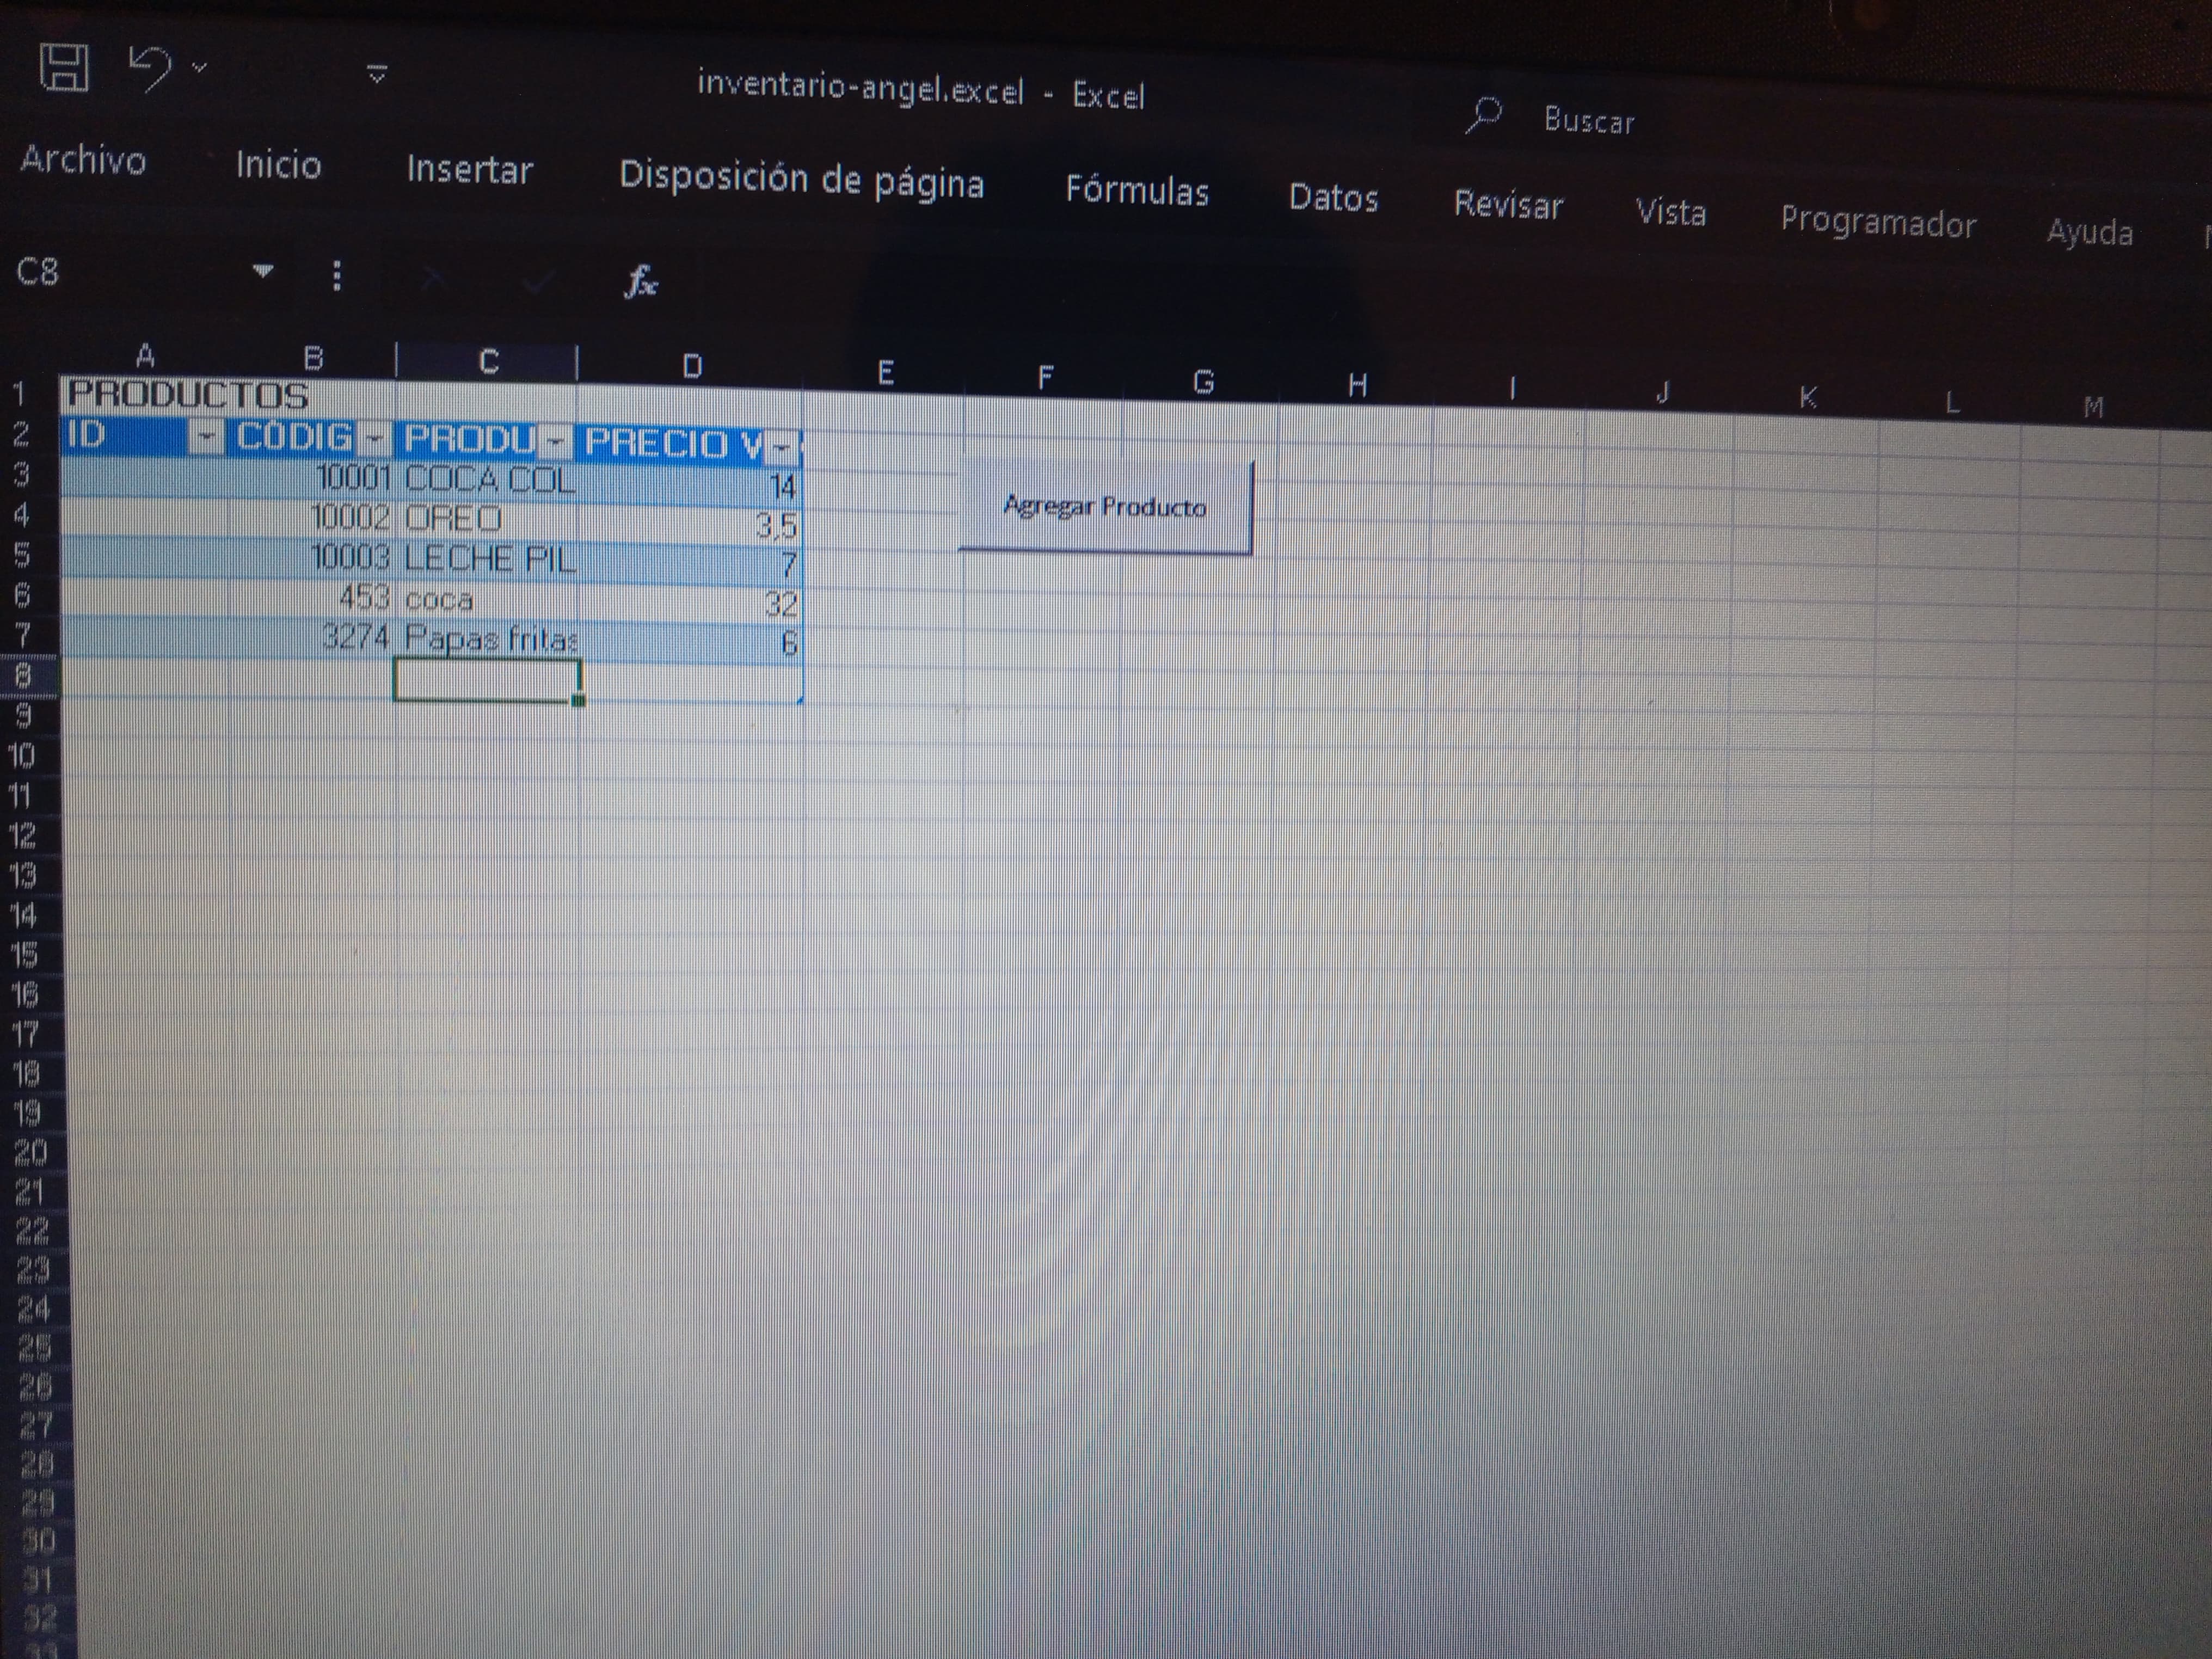 inventario-angel.excel - Excel
Buscar
Archivo Inicio Insertar Disposición de página Fórmulas Datos Revisar Vista Programador Ayuda
C8 fx
A B C D E F G H I J K L M
1 PRODUCTOS
2 ID CÓDIG PRODU PRECIO V
3 10001 COCA COL 14
4 10002 OREO 3,5
5 10003 LECHE PIL 7
6 453 coca 32
7 3274 Papas fritas 6
8
9
10
11
12
13
14
15
16
17
18
19
20
21
22
23
24
25
26
27
28
29
30
31
32
33
Agregar Producto